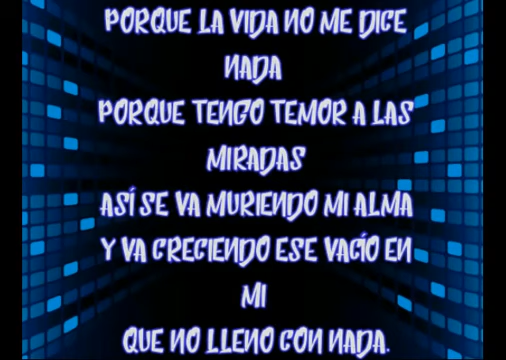 PORQUE LA VIDA NO ME DICE
NADA
PORQUE TENGO TEMOR A LAS
MIRADAS
ASÍ SE VA MURIENDO MI ALMA
Y VA CRECIENDO ESE VACÍO EN
MI
QUE NO LLENO CON NADA.